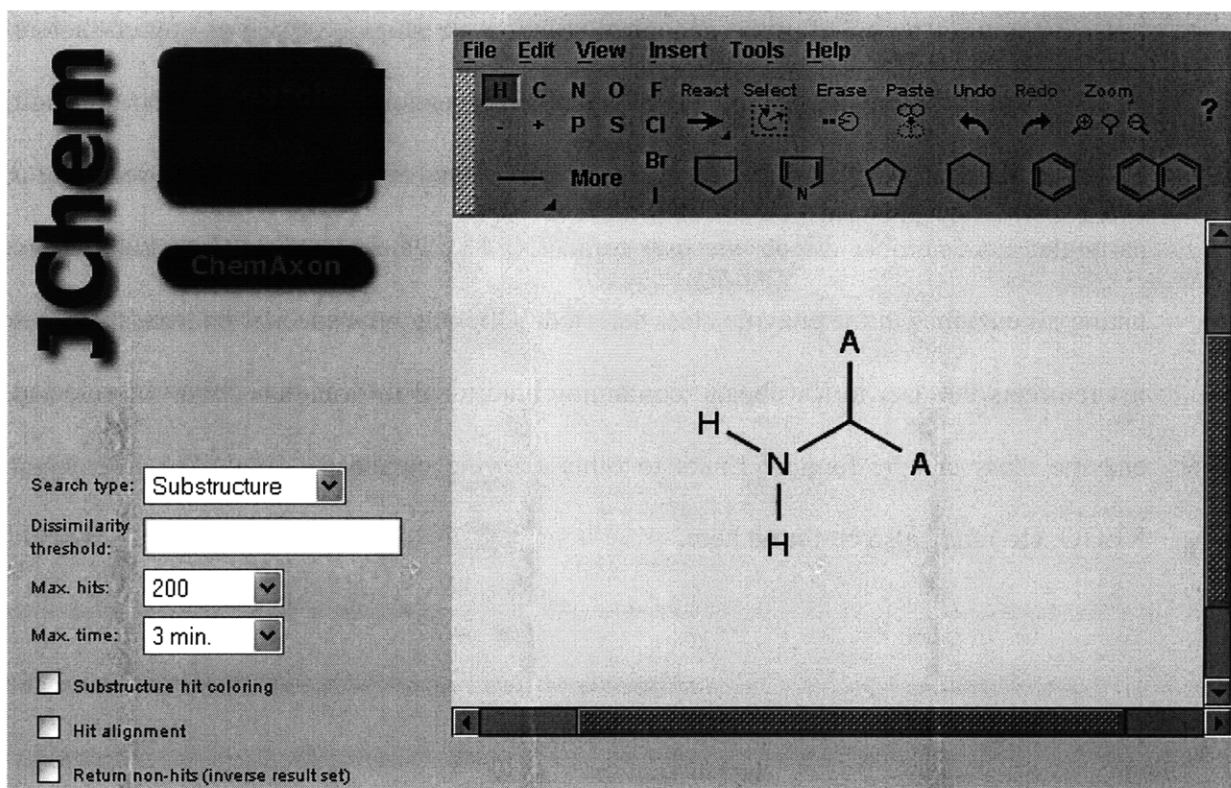 JChem
ChemAxon
Search type: Substructure
Dissimilarity
threshold:
Max. hits: 200
Max. time: 3 min.
Substructure hit coloring
Hit alignment
Return non-hits (inverse result set)
File Edit View Insert Tools Help
H C N O F React Select Erase Paste Undo Redo Zoom
- + P S Cl ?
More Br
I N
A
H
N A
H